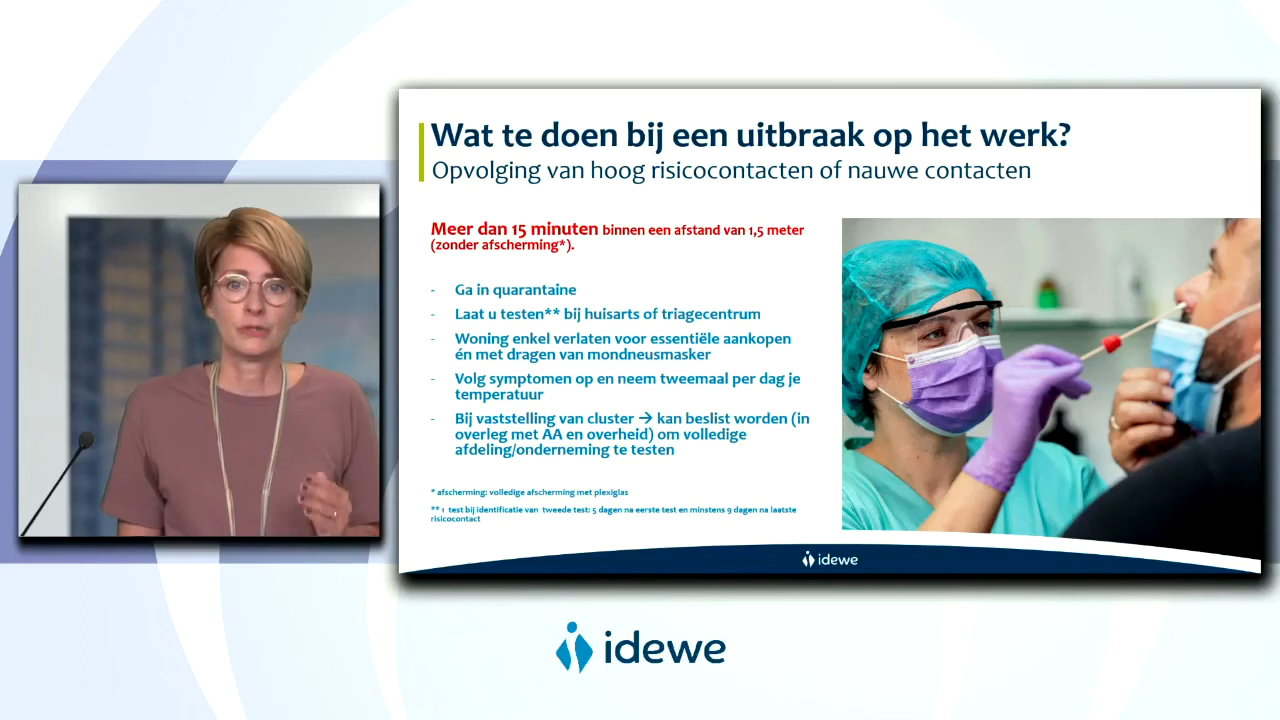 Wat te doen bij een uitbraak op het werk?
Opvolging van hoog risicocontacten of nauwe contacten
Meer dan 15 minuten binnen een afstand van 1,5 meter
(zonder afscherming*).
- Ga in quarantaine
- Laat u testen** bij huisarts of triagecentrum
- Woning enkel verlaten voor essentiële aankopen
én met dragen van mondneusmasker
- Volg symptomen op en neem tweemaal per dag je
temperatuur
- Bij vaststelling van cluster → kan beslist worden (in
overleg met AA en overheid) om volledige
afdeling/onderneming te testen
* afscherming: volledige afscherming met plexiglas
** 1 test bij identificatie van tweede test: 5 dagen na eerste test en minstens 9 dagen na laatste
risicocontact
idewe
idewe